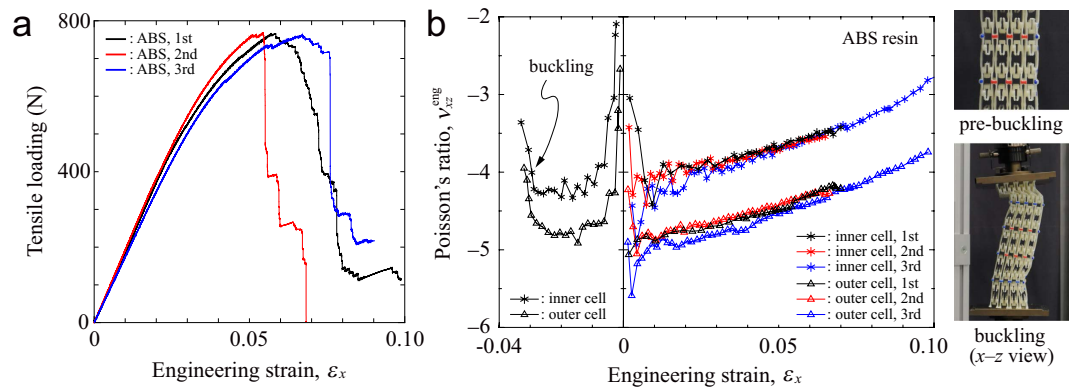 a
800
400
0
0
0.05
0.10
Tensile loading (N)
Engineering strain, εₓ
: ABS, 1st
: ABS, 2nd
: ABS, 3rd
b
−2
−3
−4
−5
−6
-0.04
0
0.05
0.10
Poisson's ratio, ν_xz^eng
Engineering strain, εₓ
buckling
ABS resin
: inner cell
: outer cell
: inner cell, 1st
: inner cell, 2nd
: inner cell, 3rd
: outer cell, 1st
: outer cell, 2nd
: outer cell, 3rd
pre-buckling
buckling
(x–z view)